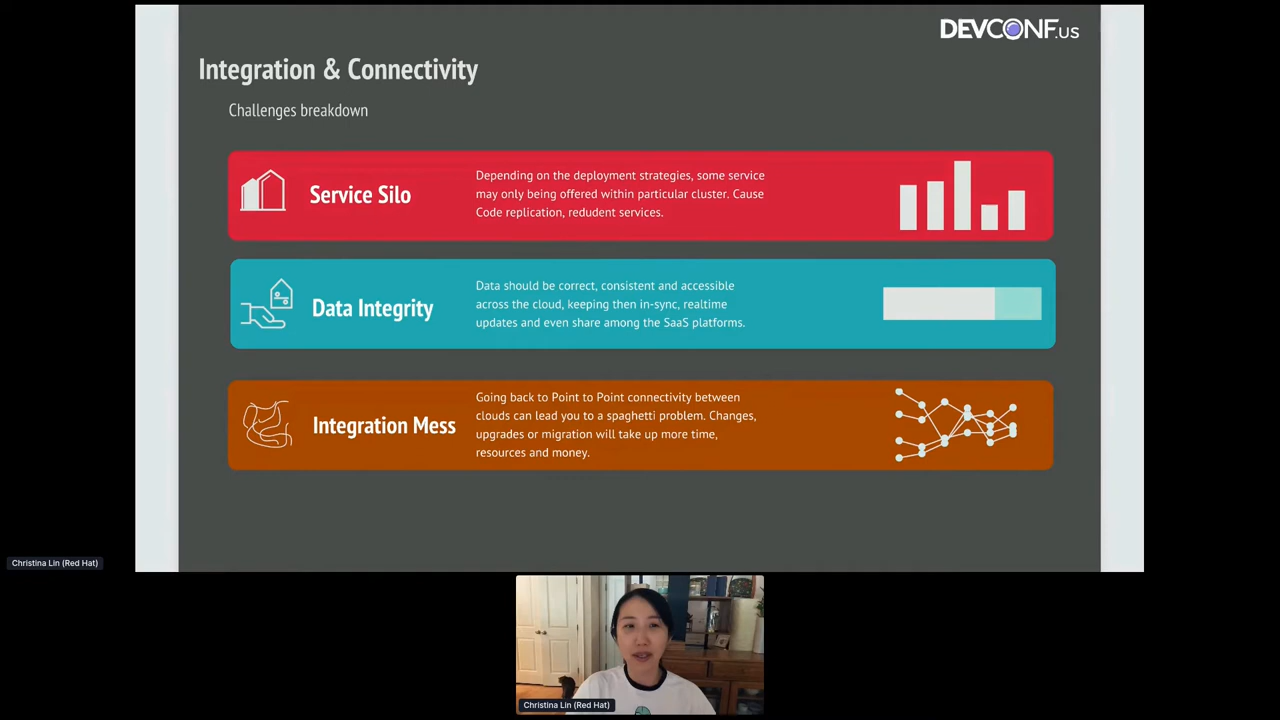 DEVCONF.US
Integration & Connectivity
Challenges breakdown
Service Silo
Depending on the deployment strategies, some service
may only being offered within particular cluster. Cause
Code replication, redudent services.
Data Integrity
Data should be correct, consistent and accessible
across the cloud, keeping then in-sync, realtime
updates and even share among the SaaS platforms.
Integration Mess
Going back to Point to Point connectivity between
clouds can lead you to a spaghetti problem. Changes,
upgrades or migration will take up more time,
resources and money.
Christina Lin (Red Hat)
Christina Lin (Red Hat)